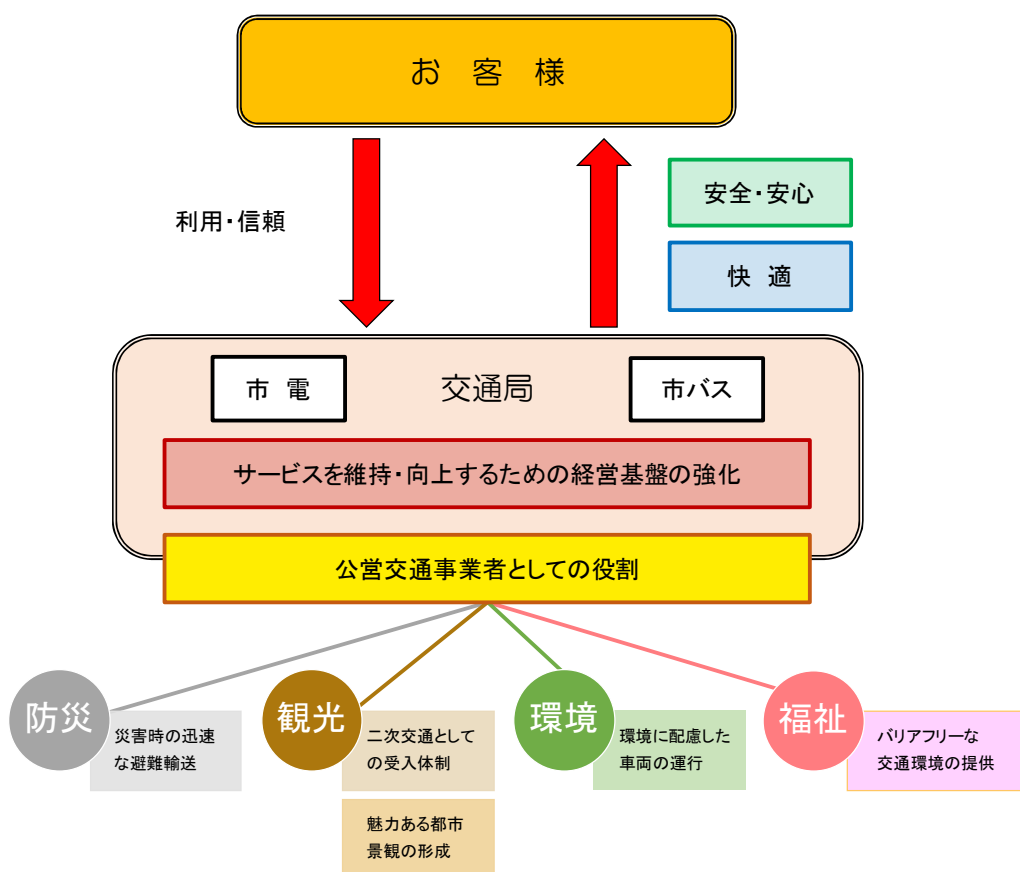 お 客 様
利用・信頼
安全・安心
快 適
市 電
交通局
市バス
サービスを維持・向上するための経営基盤の強化
公営交通事業者としての役割
防災
災害時の迅速
な避難輸送
観光
二次交通として
の受入体制
魅力ある都市
景観の形成
環境
環境に配慮した
車両の運行
福祉
バリアフリーな
交通環境の提供